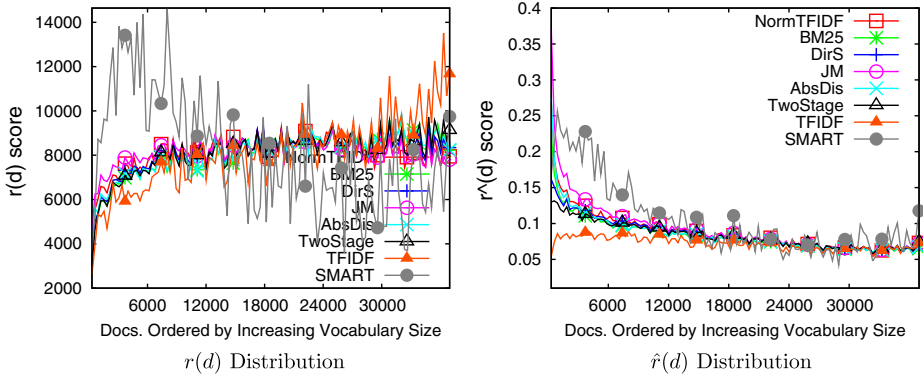 r(d) score
14000
12000
10000
8000
6000
4000
2000
NormTFIDF
BM25
DirS
JM
AbsDis
TwoStage
TFIDF
SMART
6000 12000 18000 24000 30000
Docs. Ordered by Increasing Vocabulary Size
r(d) Distribution
r^(d) score
0.4
0.35
0.3
0.25
0.2
0.15
0.1
0.05
NormTFIDF
BM25
DirS
JM
AbsDis
TwoStage
TFIDF
SMART
6000 12000 18000 24000 30000
Docs. Ordered by Increasing Vocabulary Size
r̂(d) Distribution